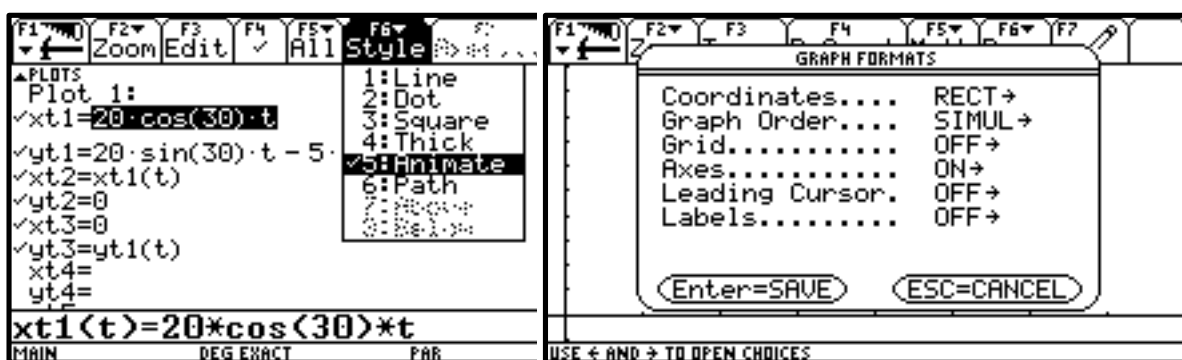 F1 F2 F3 F4 F5 F6 F7
Zoom Edit ✓ All Style
PLOTS
Plot 1:
✓xt1=20·cos(30)·t
✓yt1=20·sin(30)·t-5·
✓xt2=xt1(t)
✓yt2=0
✓xt3=0
✓yt3=yt1(t)
xt4=
yt4=
1:Line
2:Dot
3:Square
4:Thick
✓5:Animate
6:Path
xt1(t)=20*cos(30)*t
MAIN DEG EXACT PAR
F1 F2 F3 F4 F5 F6 F7
GRAPH FORMATS
Coordinates.... RECT→
Graph Order.... SIMUL→
Grid........... OFF→
Axes........... ON→
Leading Cursor. OFF→
Labels......... OFF→
Enter=SAVE ESC=CANCEL
USE ← AND → TO OPEN CHOICES